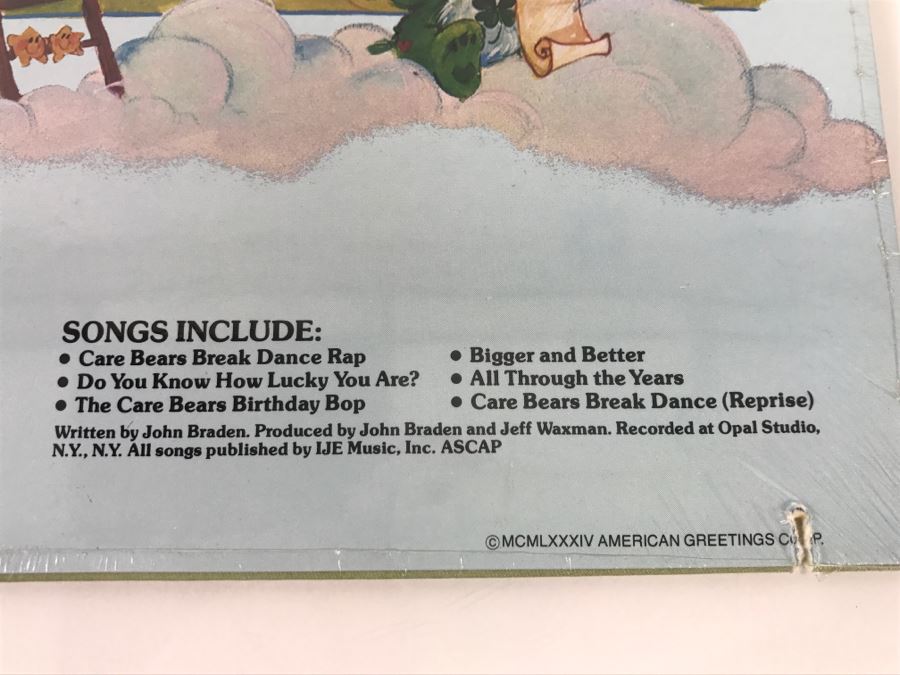 SONGS INCLUDE:
• Care Bears Break Dance Rap
• Do You Know How Lucky You Are?
• The Care Bears Birthday Bop
• Bigger and Better
• All Through the Years
• Care Bears Break Dance (Reprise)
Written by John Braden. Produced by John Braden and Jeff Waxman. Recorded at Opal Studio,
N.Y., N.Y. All songs published by IJE Music, Inc. ASCAP
©MCMLXXXIV AMERICAN GREETINGS